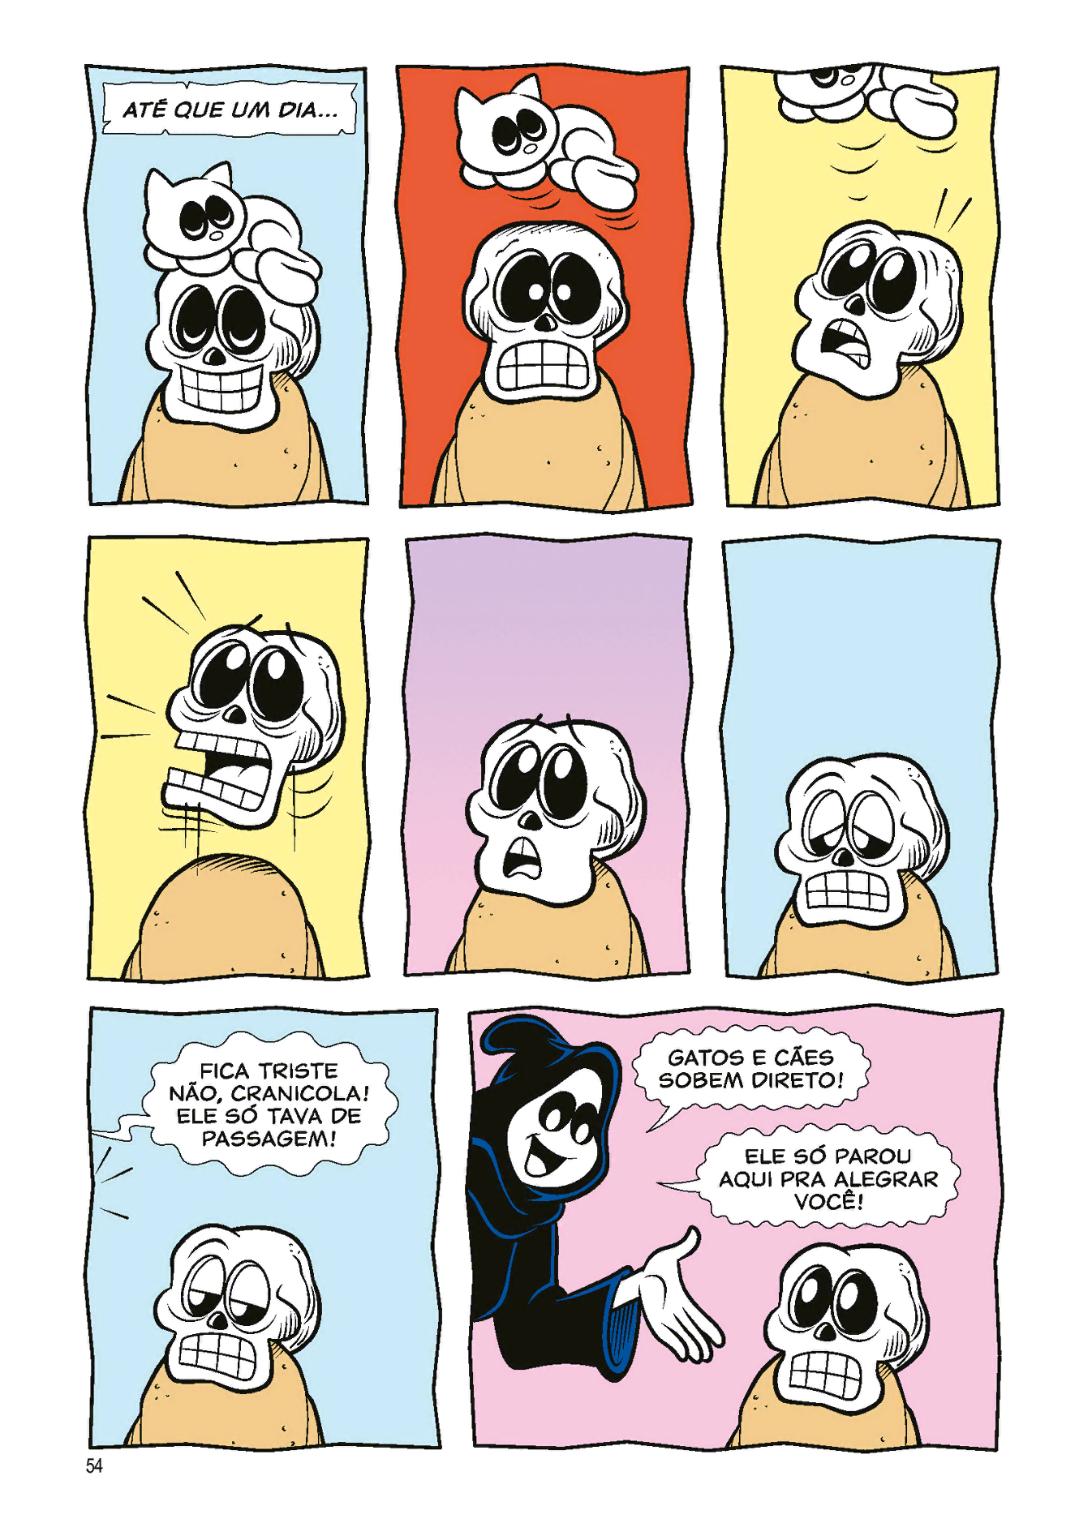 ATÉ QUE UM DIA...
FICA TRISTE
NÃO, CRANICOLA!
ELE SÓ TAVA DE
PASSAGEM!
GATOS E CÃES
SOBEM DIRETO!
ELE SÓ PAROU
AQUI PRA ALEGRAR
VOCÊ!
54